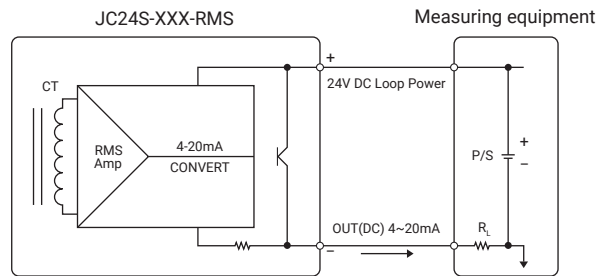 JC24S-XXX-RMS
Measuring equipment
+
24V DC Loop Power
CT
RMS
Amp
4-20mA
CONVERT
P/S
+
−
OUT(DC) 4~20mA
−
RL